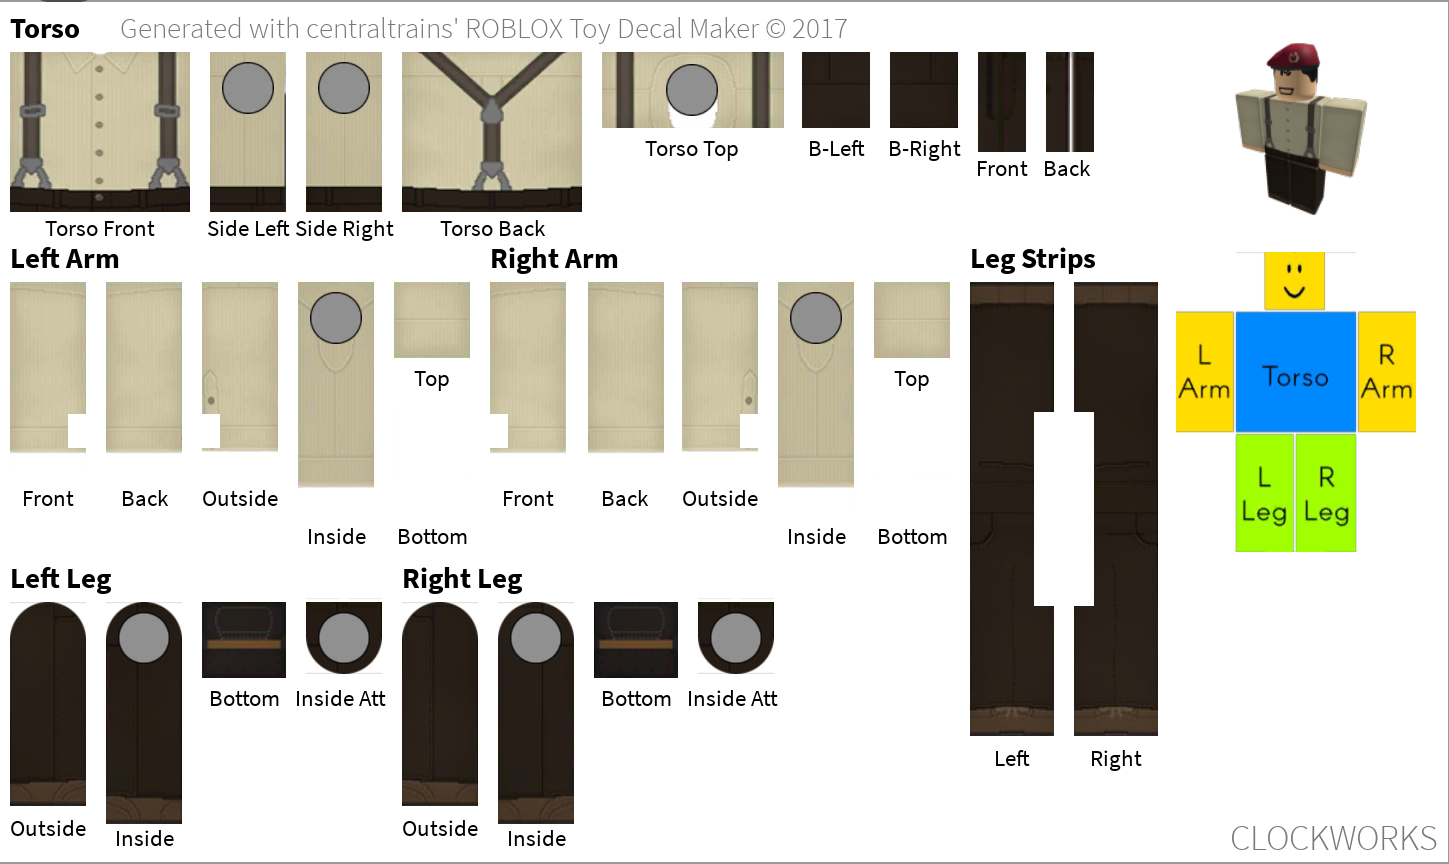 Torso Generated with centraltrains' ROBLOX Toy Decal Maker © 2017
Torso Front Side Left Side Right Torso Back Torso Top B-Left B-Right Front Back
Left Arm Right Arm Leg Strips
Front Back Outside Inside Top Bottom
Front Back Outside Inside Top Bottom
L Arm
Torso
R Arm
L Leg
R Leg
Left Right
Left Leg Right Leg
Outside Inside Bottom Inside Att
Outside Inside Bottom Inside Att
CLOCKWORKS